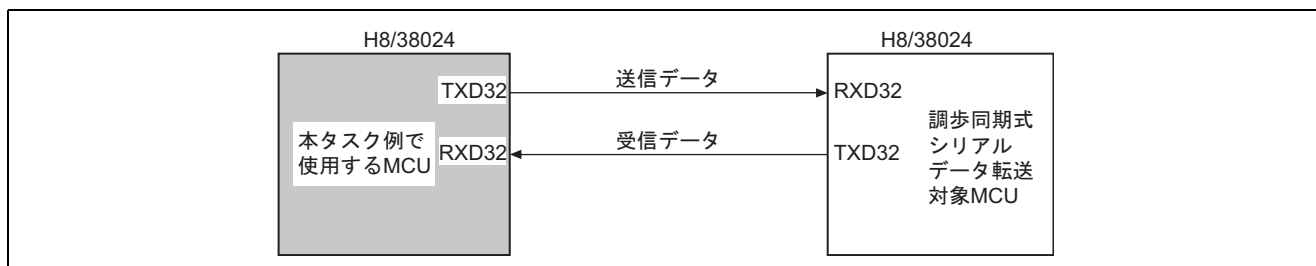 H8/38024
H8/38024
TXD32
送信データ
RXD32
本タスク例で
使用するMCU
RXD32
受信データ
TXD32
調歩同期式
シリアル
データ転送
対象MCU